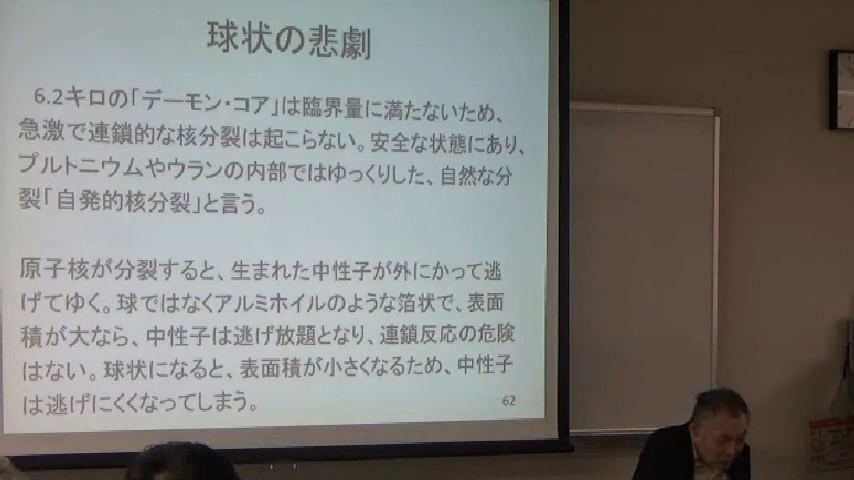 球状の悲劇
6.2キロの「デーモン・コア」は臨界量に満たないため、
急激で連鎖的な核分裂は起こらない。安全な状態にあり、
プルトニウムやウランの内部ではゆっくりした、自然な分
裂「自発的核分裂」と言う。
原子核が分裂すると、生まれた中性子が外にかって逃
げてゆく。球ではなくアルミホイルのような箔状で、表面
積が大なら、中性子は逃げ放題となり、連鎖反応の危険
はない。球状になると、表面積が小さくなるため、中性子
は逃げにくくなってしまう。
62